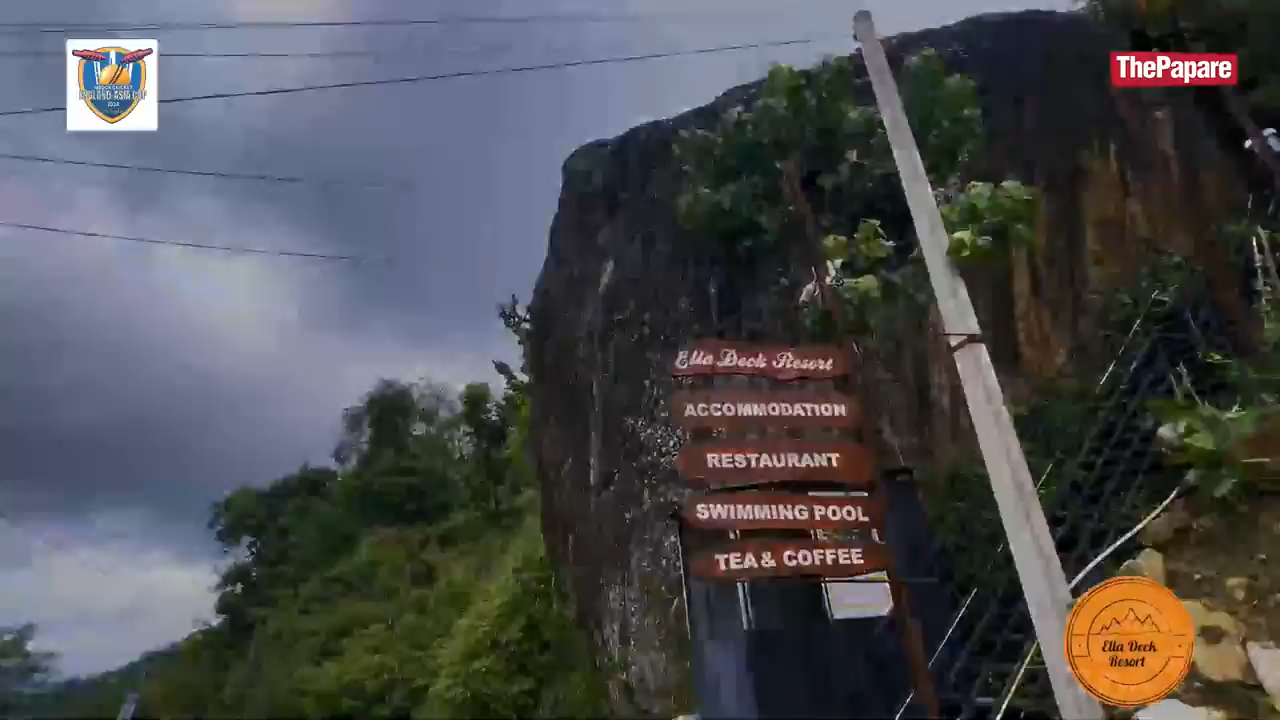 ThePapare
Ella Deck Resort
ACCOMMODATION
RESTAURANT
SWIMMING POOL
TEA & COFFEE
Ella Deck
Resort